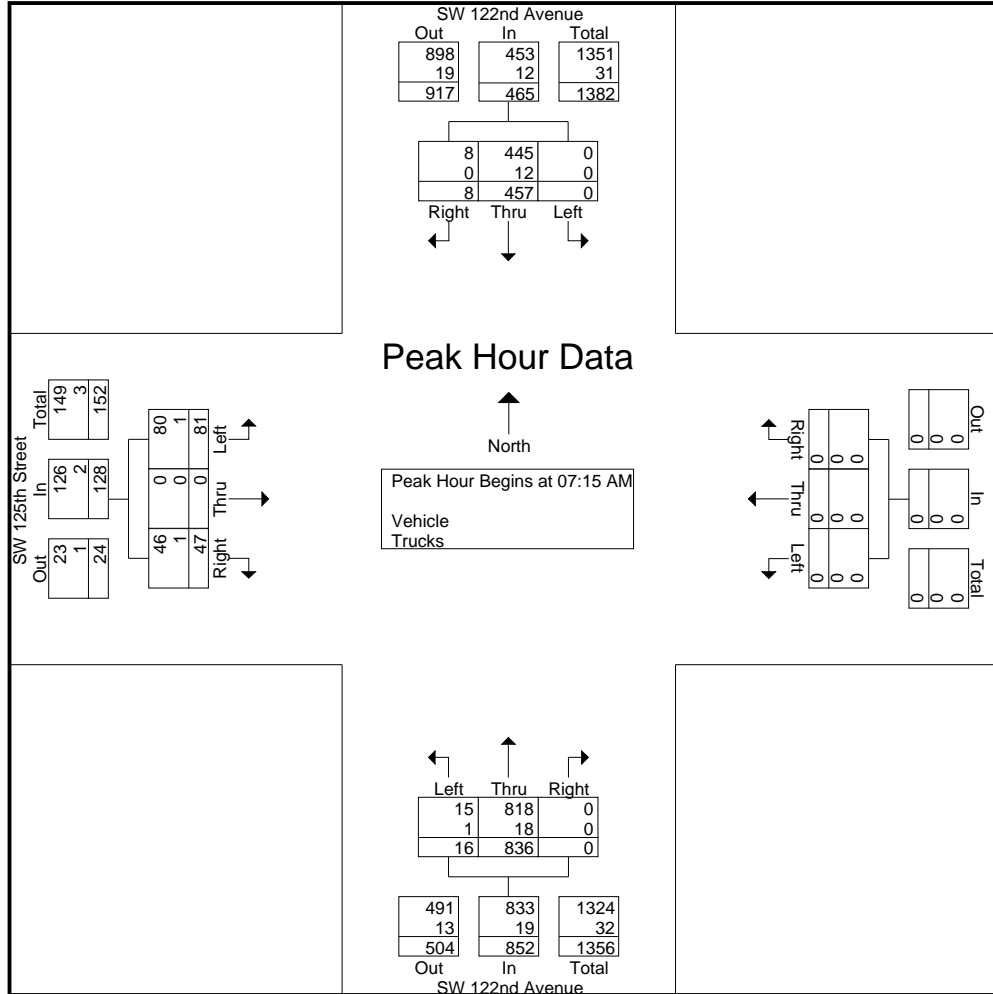 SW 122nd Avenue
Out In Total
898 453 1351
19 12 31
917 465 1382
8 445 0
0 12 0
8 457 0
Right Thru Left
Peak Hour Data
North
Peak Hour Begins at 07:15 AM
Vehicle
Trucks
SW 125th Street
Out In Total
23 126 149
1 2 3
24 128 152
46 0 80
1 0 1
47 0 81
Right Thru Left
Out In Total
0 0 0
0 0 0
0 0 0
Right Thru Left
0 0 0
0 0 0
0 0 0
Left Thru Right
15 818 0
1 18 0
16 836 0
491 833 1324
13 19 32
504 852 1356
Out In Total
SW 122nd Avenue